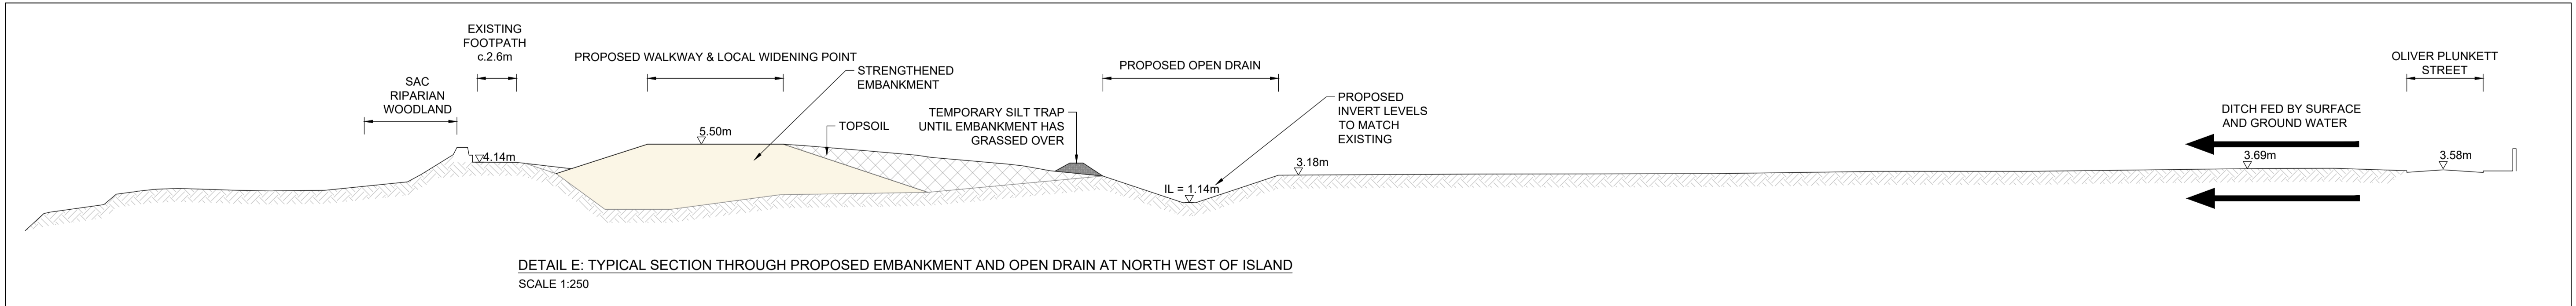 EXISTING
FOOTPATH
c.2.6m
SAC
RIPARIAN
WOODLAND
4.14m
PROPOSED WALKWAY & LOCAL WIDENING POINT
STRENGTHENED
EMBANKMENT
5.50m
TOPSOIL
TEMPORARY SILT TRAP
UNTIL EMBANKMENT HAS
GRASSED OVER
PROPOSED OPEN DRAIN
PROPOSED
INVERT LEVELS
TO MATCH
EXISTING
IL = 1.14m
3.18m
OLIVER PLUNKETT
STREET
DITCH FED BY SURFACE
AND GROUND WATER
3.69m
3.58m
DETAIL E: TYPICAL SECTION THROUGH PROPOSED EMBANKMENT AND OPEN DRAIN AT NORTH WEST OF ISLAND
SCALE 1:250